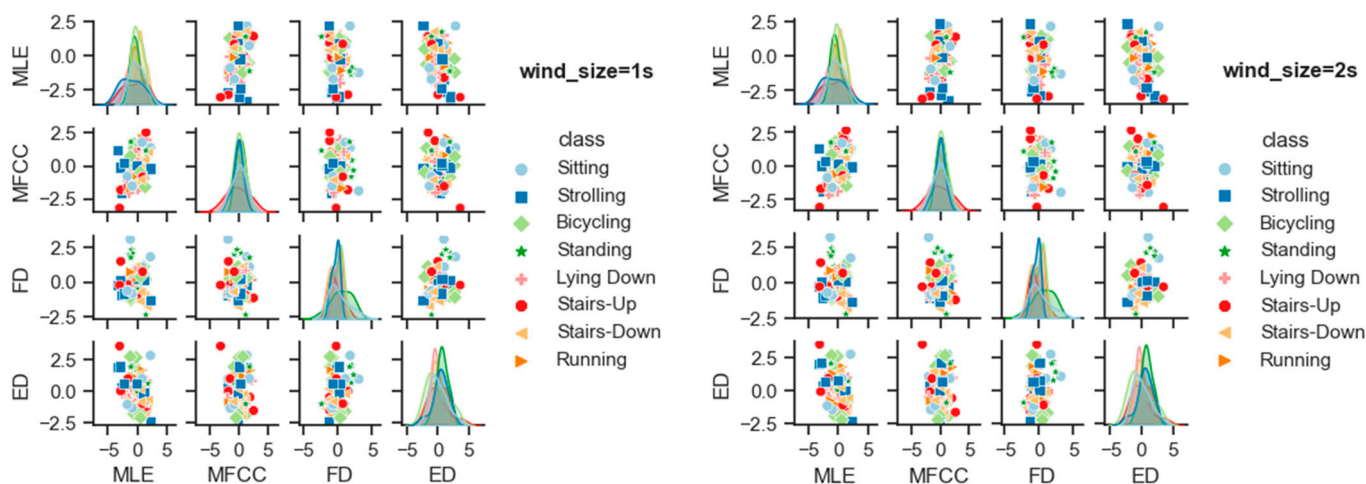 MLE
2.5
0.0
−2.5
MFCC
2.5
0.0
−2.5
FD
2.5
0.0
−2.5
ED
2.5
0.0
−2.5
−5 0 5
−5 0 5
−5 0 5
−5 0 5
MLE MFCC FD ED
wind_size=1s
class
Sitting
Strolling
Bicycling
Standing
Lying Down
Stairs-Up
Stairs-Down
Running
MLE
2.5
0.0
−2.5
MFCC
2.5
0.0
−2.5
FD
2.5
0.0
−2.5
ED
2.5
0.0
−2.5
−5 0 5
−5 0 5
−5 0 5
−5 0 5
MLE MFCC FD ED
wind_size=2s
class
Sitting
Strolling
Bicycling
Standing
Lying Down
Stairs-Up
Stairs-Down
Running